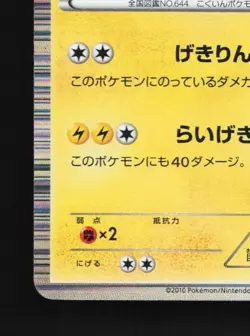 全国図鑑NO.644 こくいんポケモ
げきりん
このポケモンにのっているダメカ
らいげき
このポケモンにも40ダメージ。
弱点 抵抗力
×2
にげる
©2010 Pokémon/Nintendo